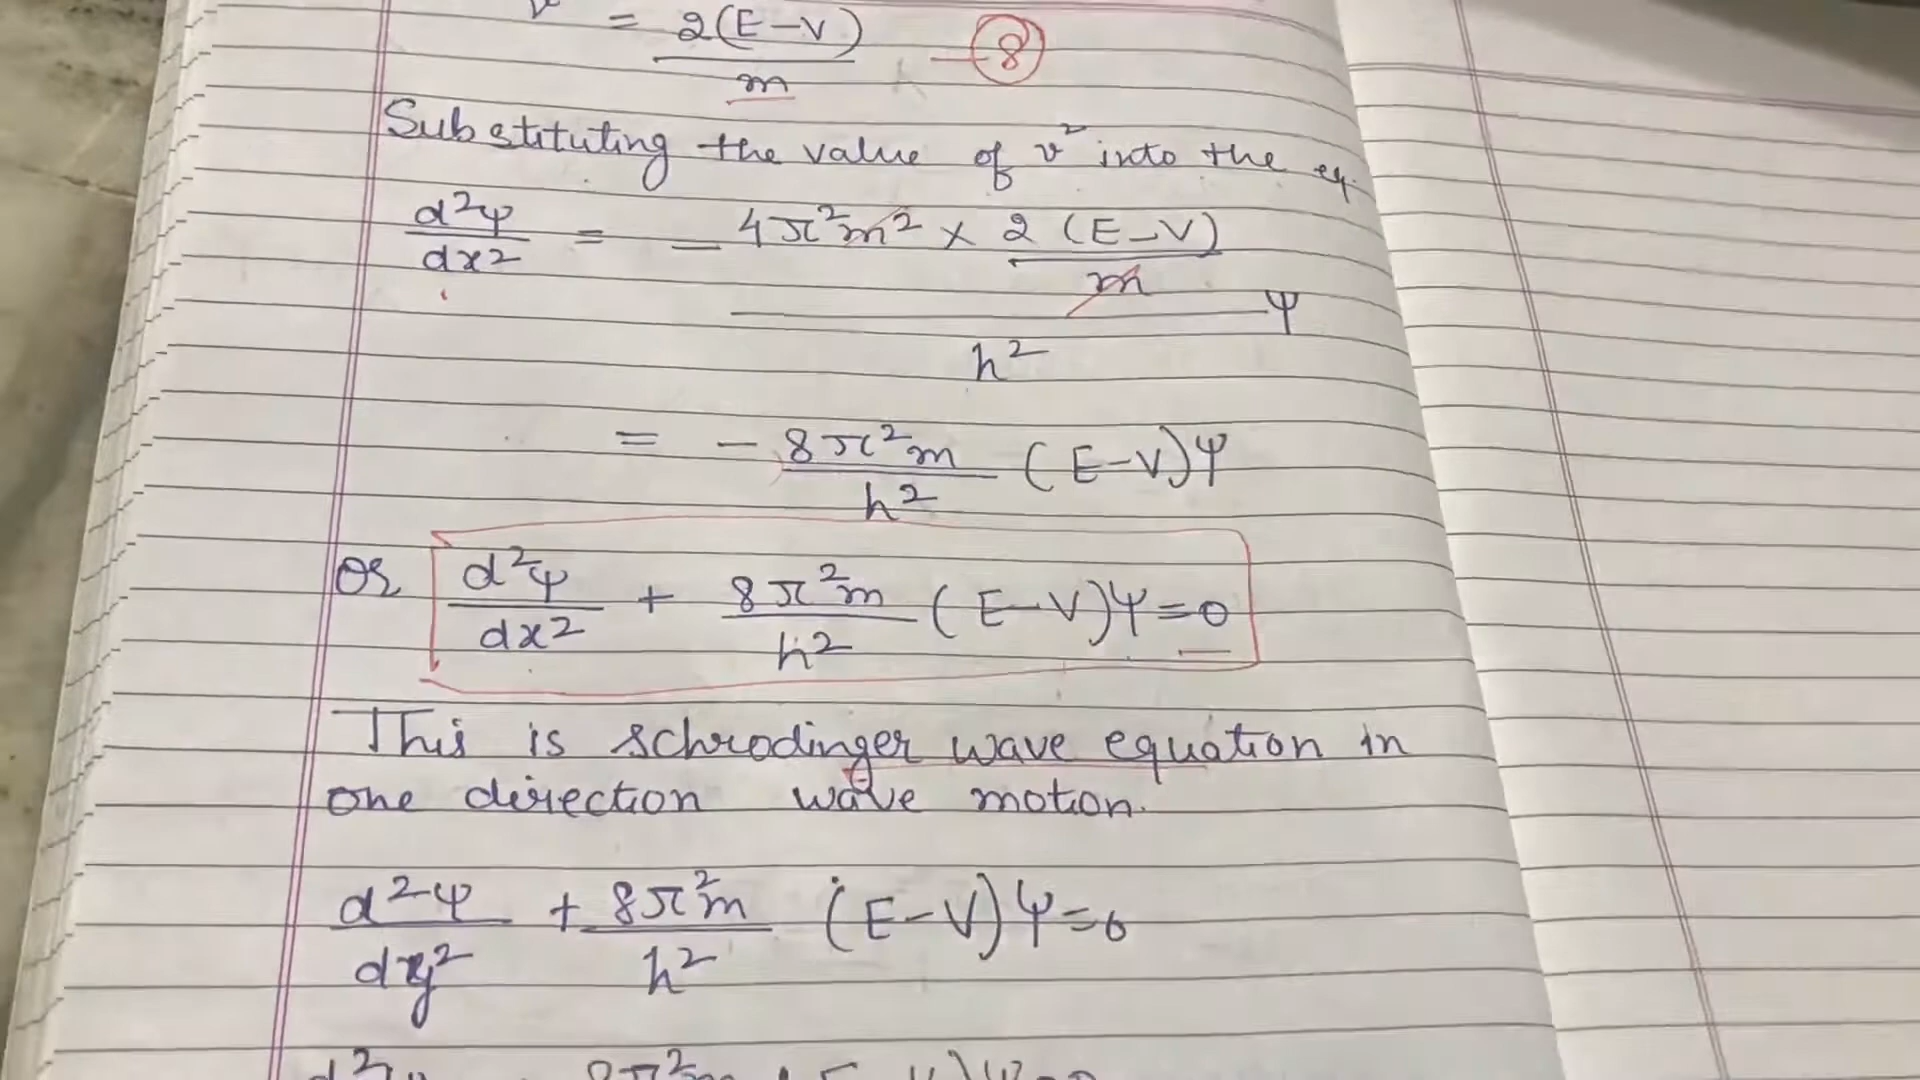 v² = 2(E-V)/m — ⑧
Substituting the value of v² into the eq.
d²ψ/dx² = - 4π²m² × 2(E-V)/m / h² ψ
= - 8π²m/h² (E-V)ψ
Or d²ψ/dx² + 8π²m/h² (E-V)ψ=0
This is schrodinger wave equation in
one direction wave motion.
d²ψ/dy² + 8π²m/h² (E-V)ψ=0